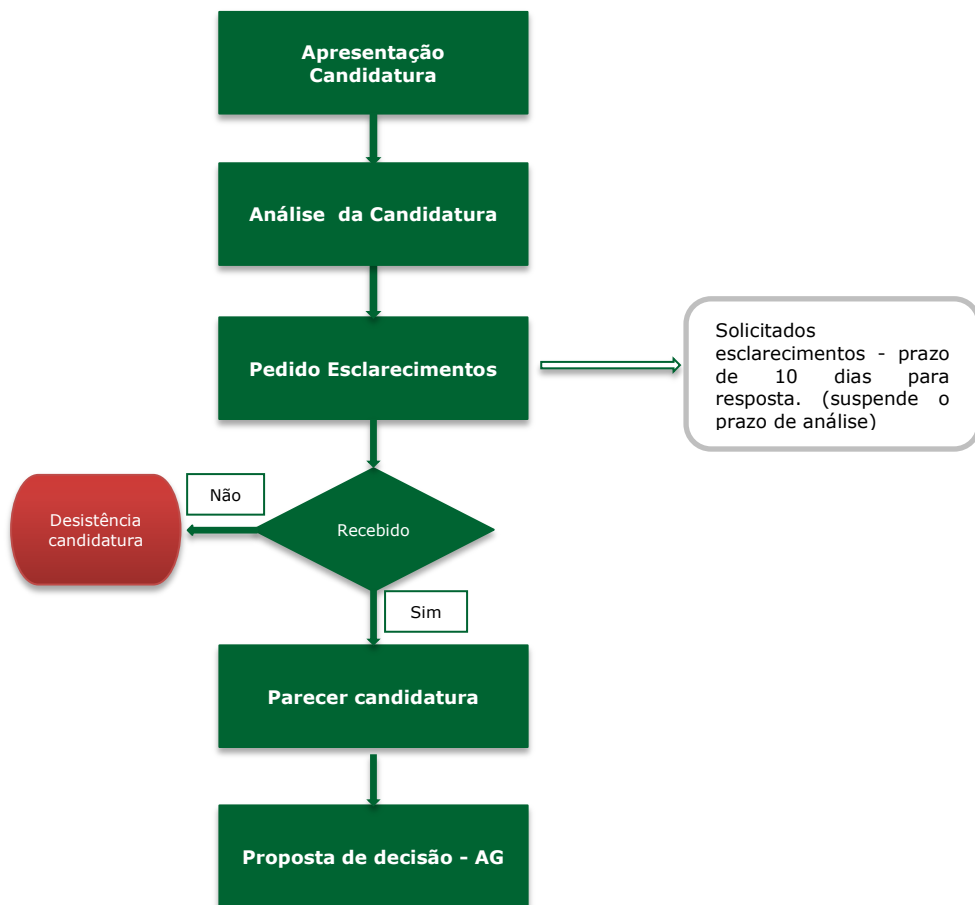 Apresentação
Candidatura
Análise da Candidatura
Pedido Esclarecimentos
Solicitados
esclarecimentos - prazo
de 10 dias para
resposta. (suspende o
prazo de análise)
Não
Desistência
candidatura
Recebido
Sim
Parecer candidatura
Proposta de decisão - AG